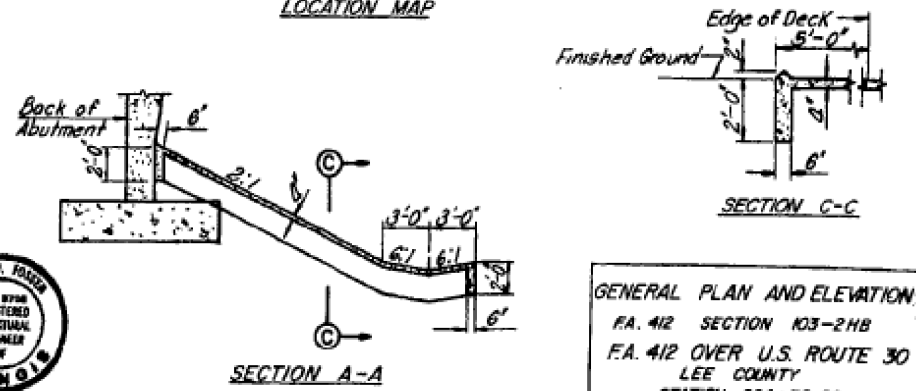 LOCATION MAP
Edge of Deck
5'-0"
Finished Ground
2"
2'-0"
4"
6"
SECTION C-C
Back of
Abutment
6"
2'-0"
2:1
C
3'-0" 3'-0"
6:1 6:1
2'-0"
6"
C
SECTION A-A
GENERAL PLAN AND ELEVATION
F.A. 412 SECTION 103-2HB
F.A. 412 OVER U.S. ROUTE 30
LEE COUNTY